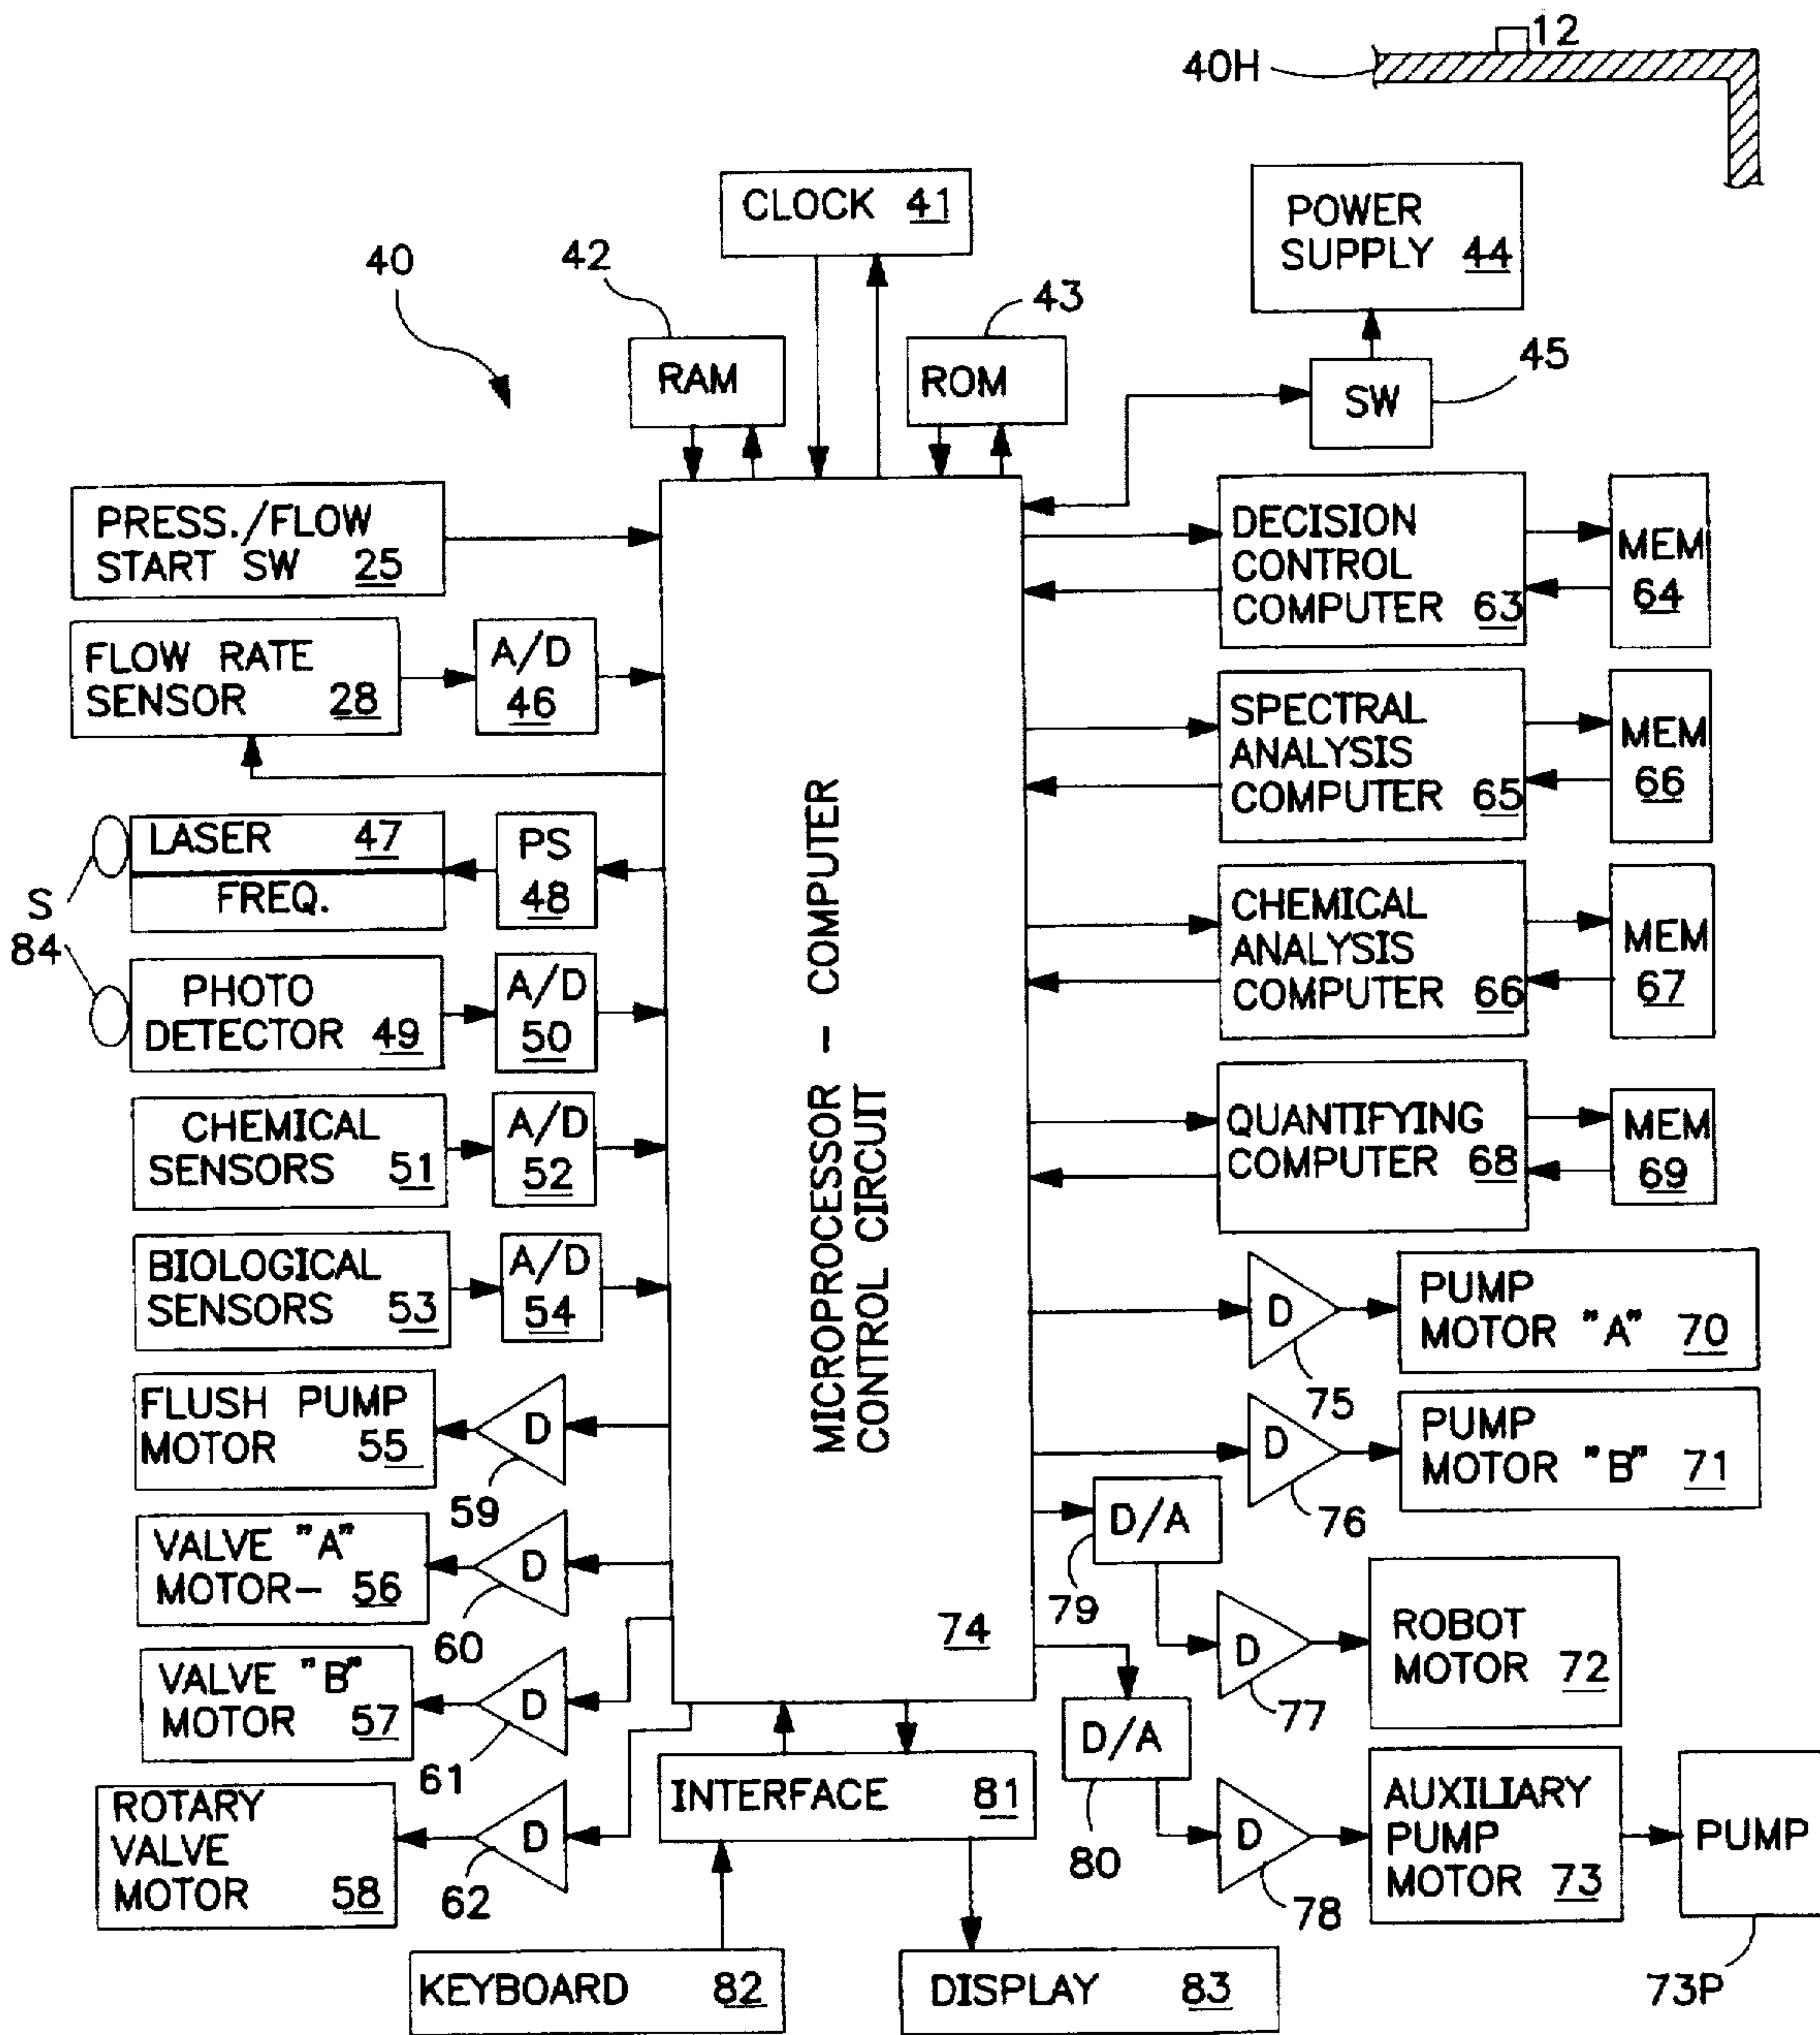 12
40H
CLOCK 41
POWER
SUPPLY 44
40
42
43
45
RAM
ROM
SW
PRESS./FLOW
START SW 25
FLOW RATE
SENSOR 28
A/D
46
LASER 47
FREQ.
PS
48
S
84
PHOTO
DETECTOR 49
A/D
50
CHEMICAL
SENSORS 51
A/D
52
BIOLOGICAL
SENSORS 53
A/D
54
FLUSH PUMP
MOTOR 55
D
59
VALVE "A"
MOTOR- 56
D
60
VALVE "B"
MOTOR 57
D
61
ROTARY
VALVE
MOTOR 58
D
62
MICROPROCESSOR - COMPUTER
CONTROL CIRCUIT
74
DECISION
CONTROL
COMPUTER 63
MEM
64
SPECTRAL
ANALYSIS
COMPUTER 65
MEM
66
CHEMICAL
ANALYSIS
COMPUTER 66
MEM
67
QUANTIFYING
COMPUTER 68
MEM
69
D
75
PUMP
MOTOR "A" 70
D
76
PUMP
MOTOR "B" 71
D/A
79
D
77
ROBOT
MOTOR 72
D/A
80
D
78
AUXILIARY
PUMP
MOTOR 73
PUMP
73P
INTERFACE 81
KEYBOARD 82
DISPLAY 83